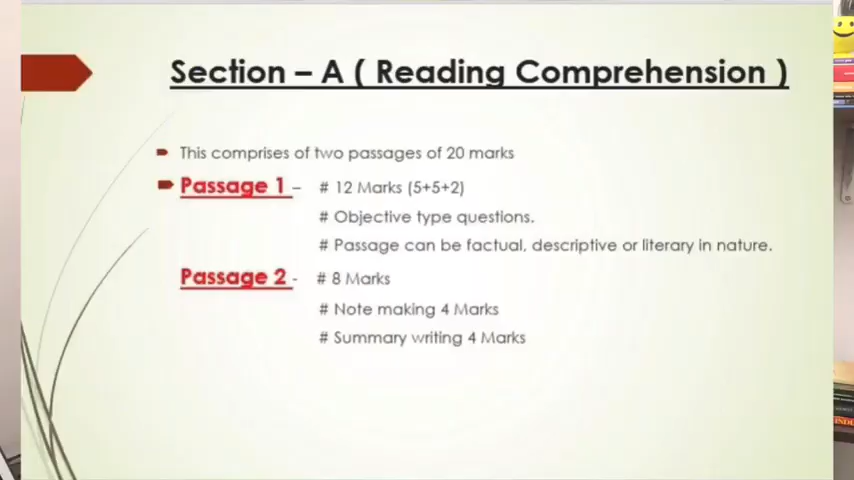 Section – A ( Reading Comprehension )
This comprises of two passages of 20 marks
Passage 1 – # 12 Marks (5+5+2)
# Objective type questions.
# Passage can be factual, descriptive or literary in nature.
Passage 2 - # 8 Marks
# Note making 4 Marks
# Summary writing 4 Marks